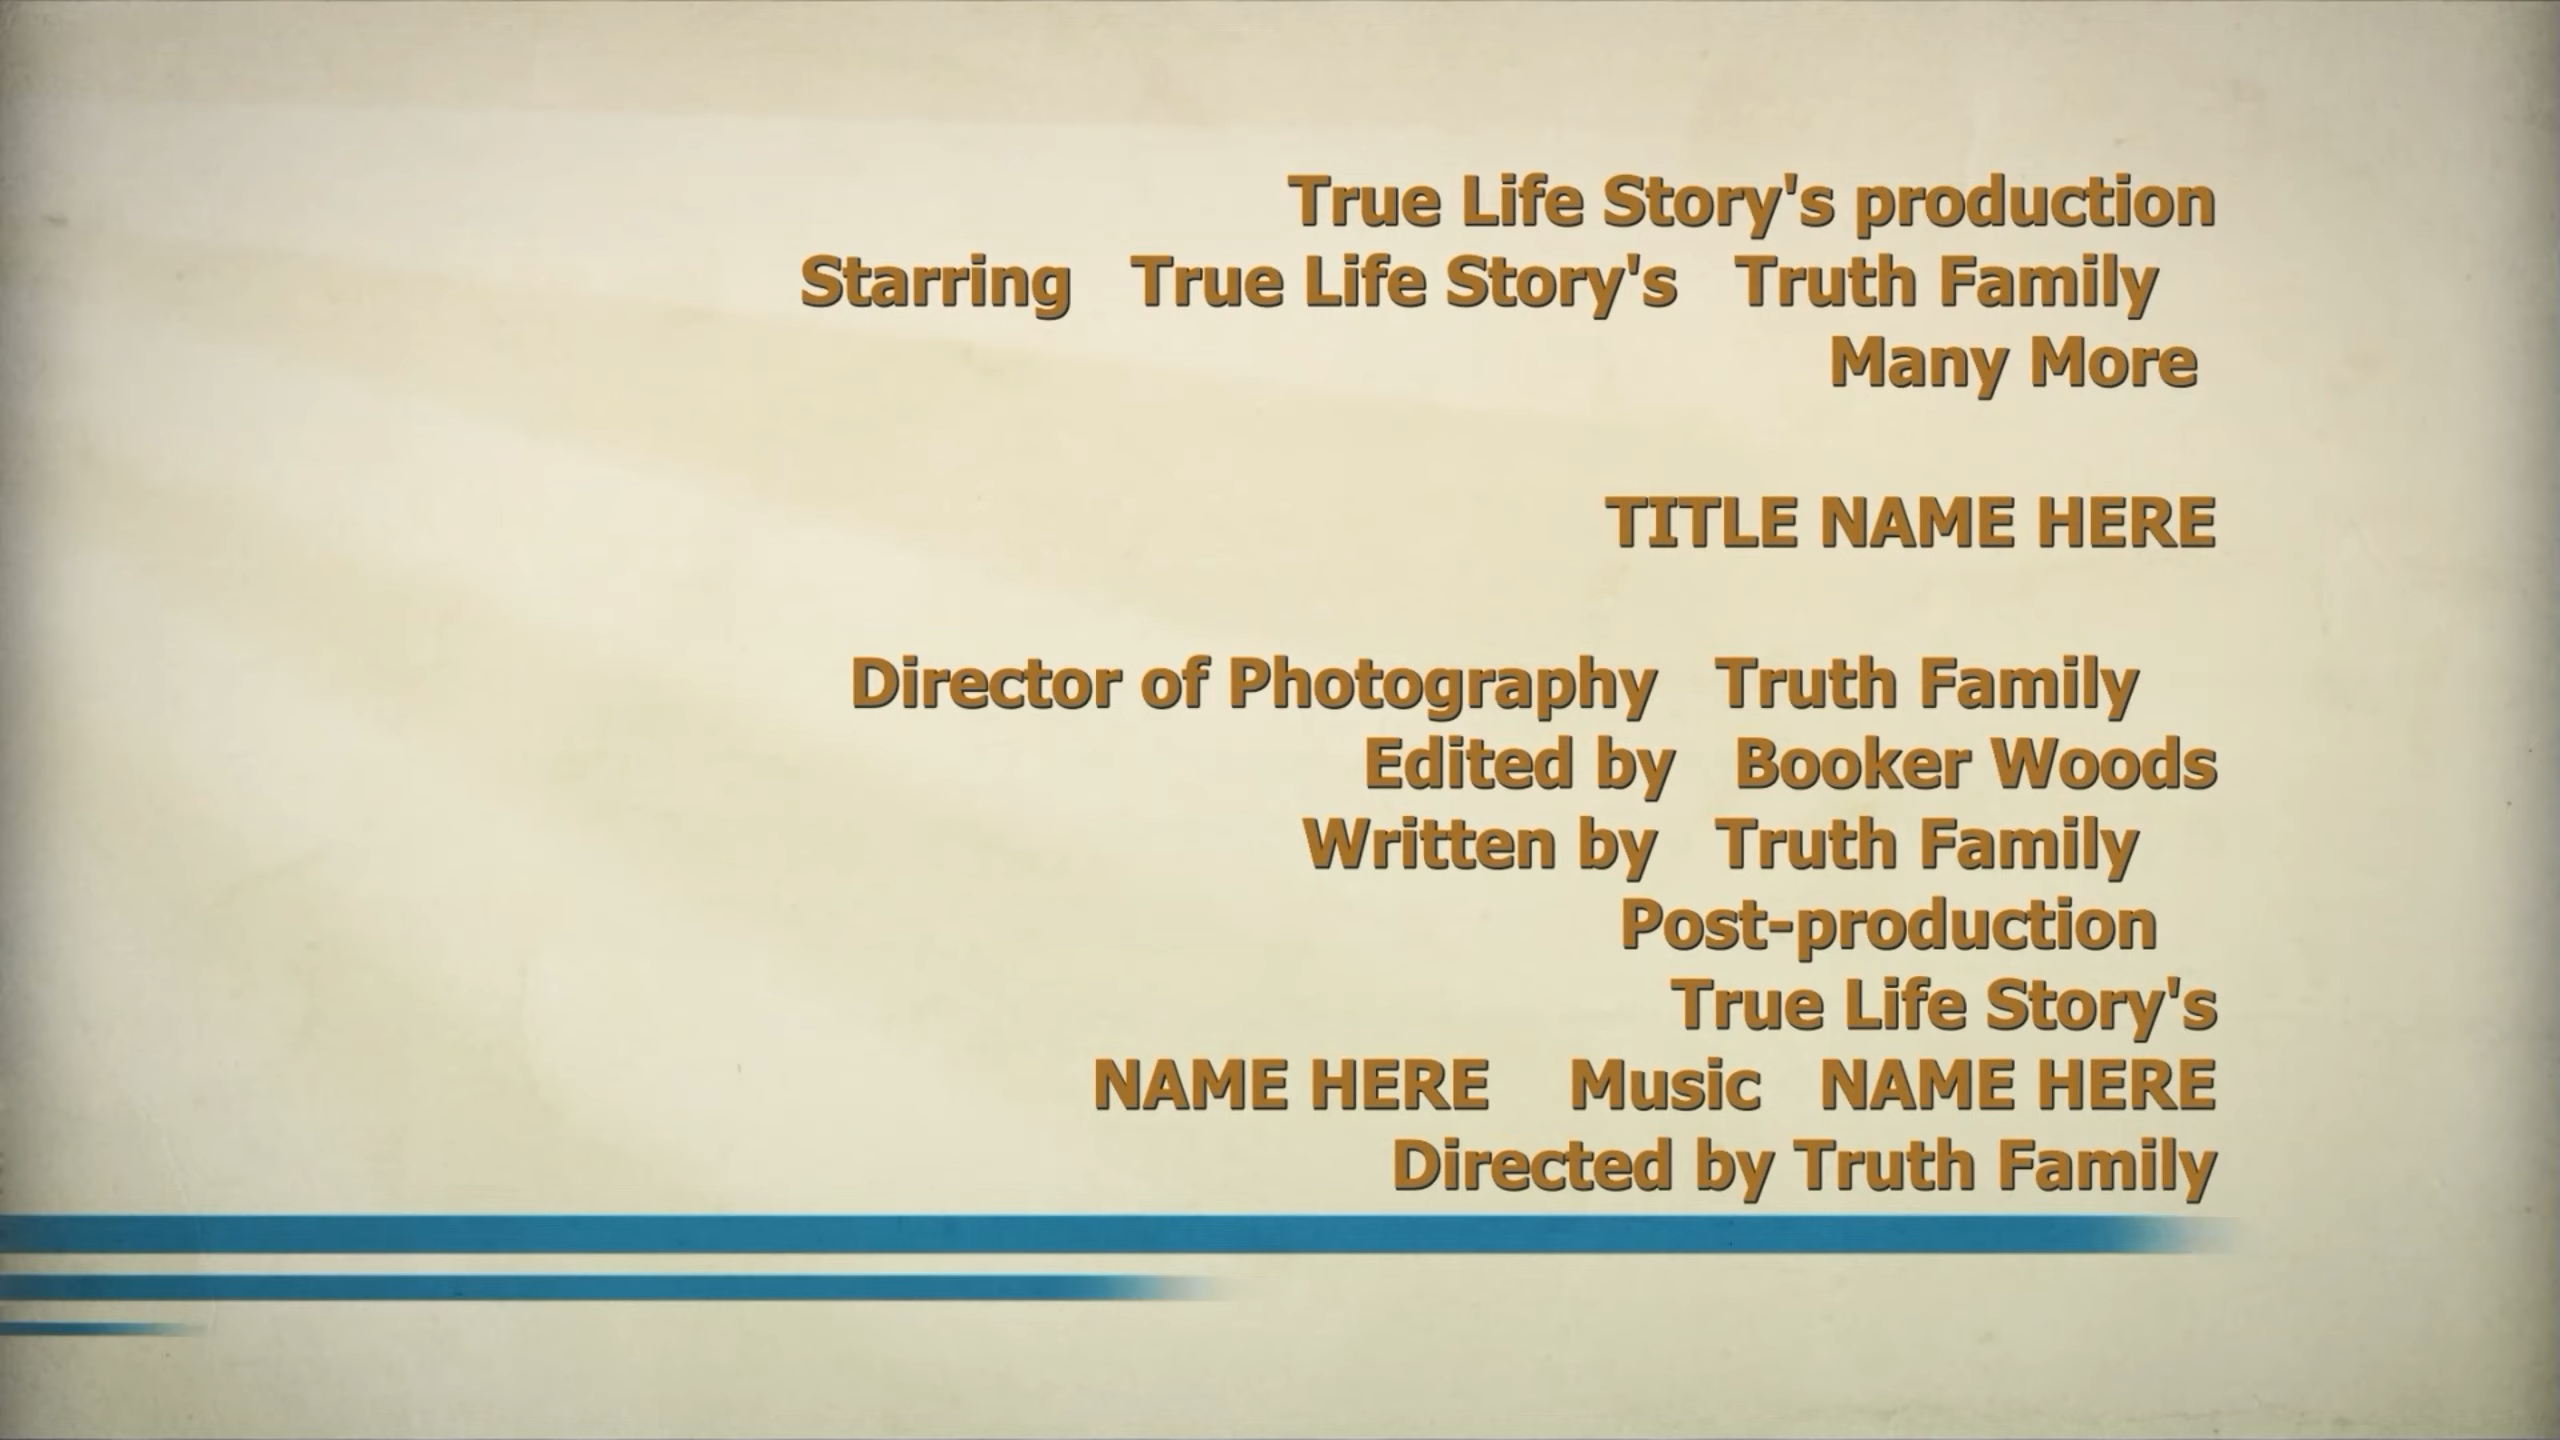 True Life Story's production
Starring True Life Story's Truth Family
Many More
TITLE NAME HERE
Director of Photography Truth Family
Edited by Booker Woods
Written by Truth Family
Post-production
True Life Story's
NAME HERE Music NAME HERE
Directed by Truth Family